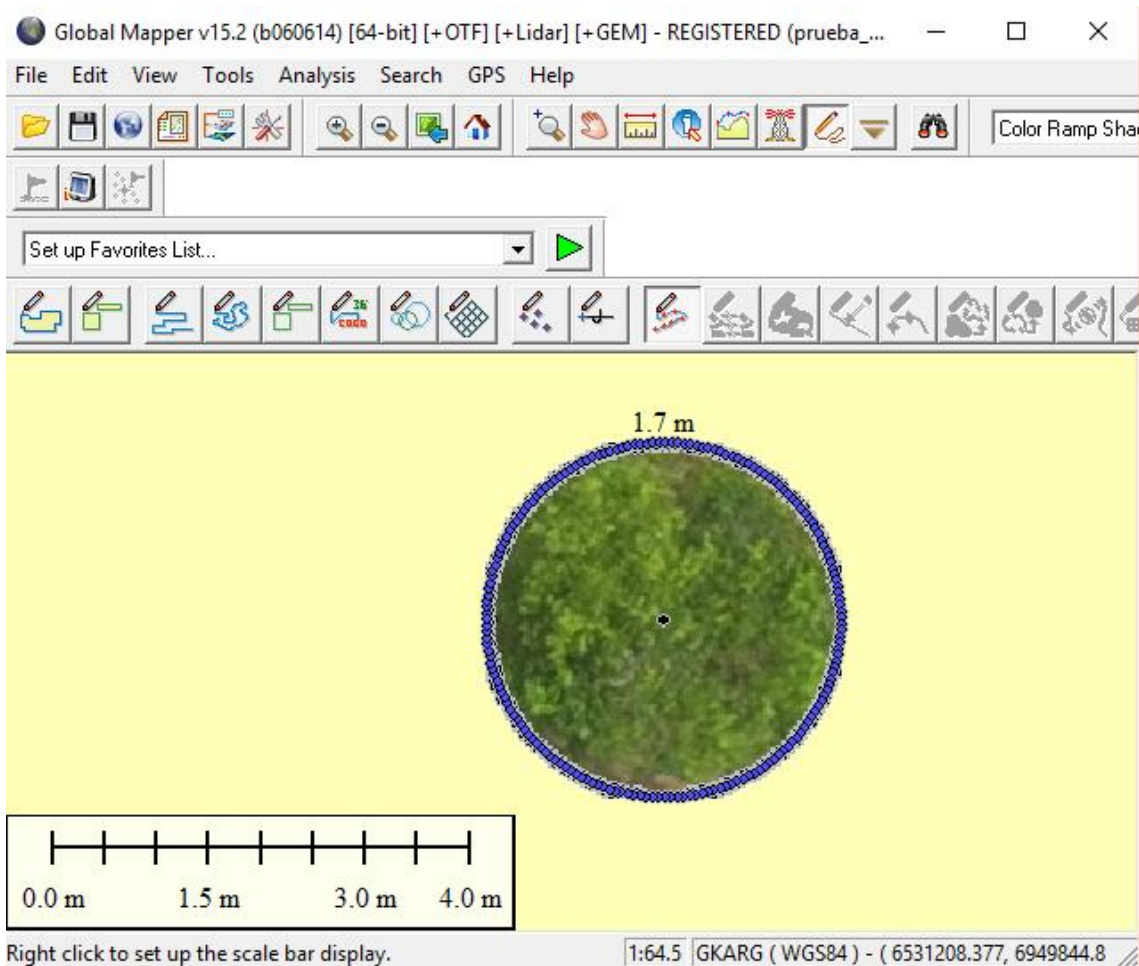 Global Mapper v15.2 (b060614) [64-bit] [+OTF] [+Lidar] [+GEM] - REGISTERED (prueba_...
File Edit View Tools Analysis Search GPS Help
Color Ramp Sha
Set up Favorites List...
1.7 m
0.0 m 1.5 m 3.0 m 4.0 m
Right click to set up the scale bar display. 1:64.5 GKARG ( WGS84 ) - ( 6531208.377, 6949844.8